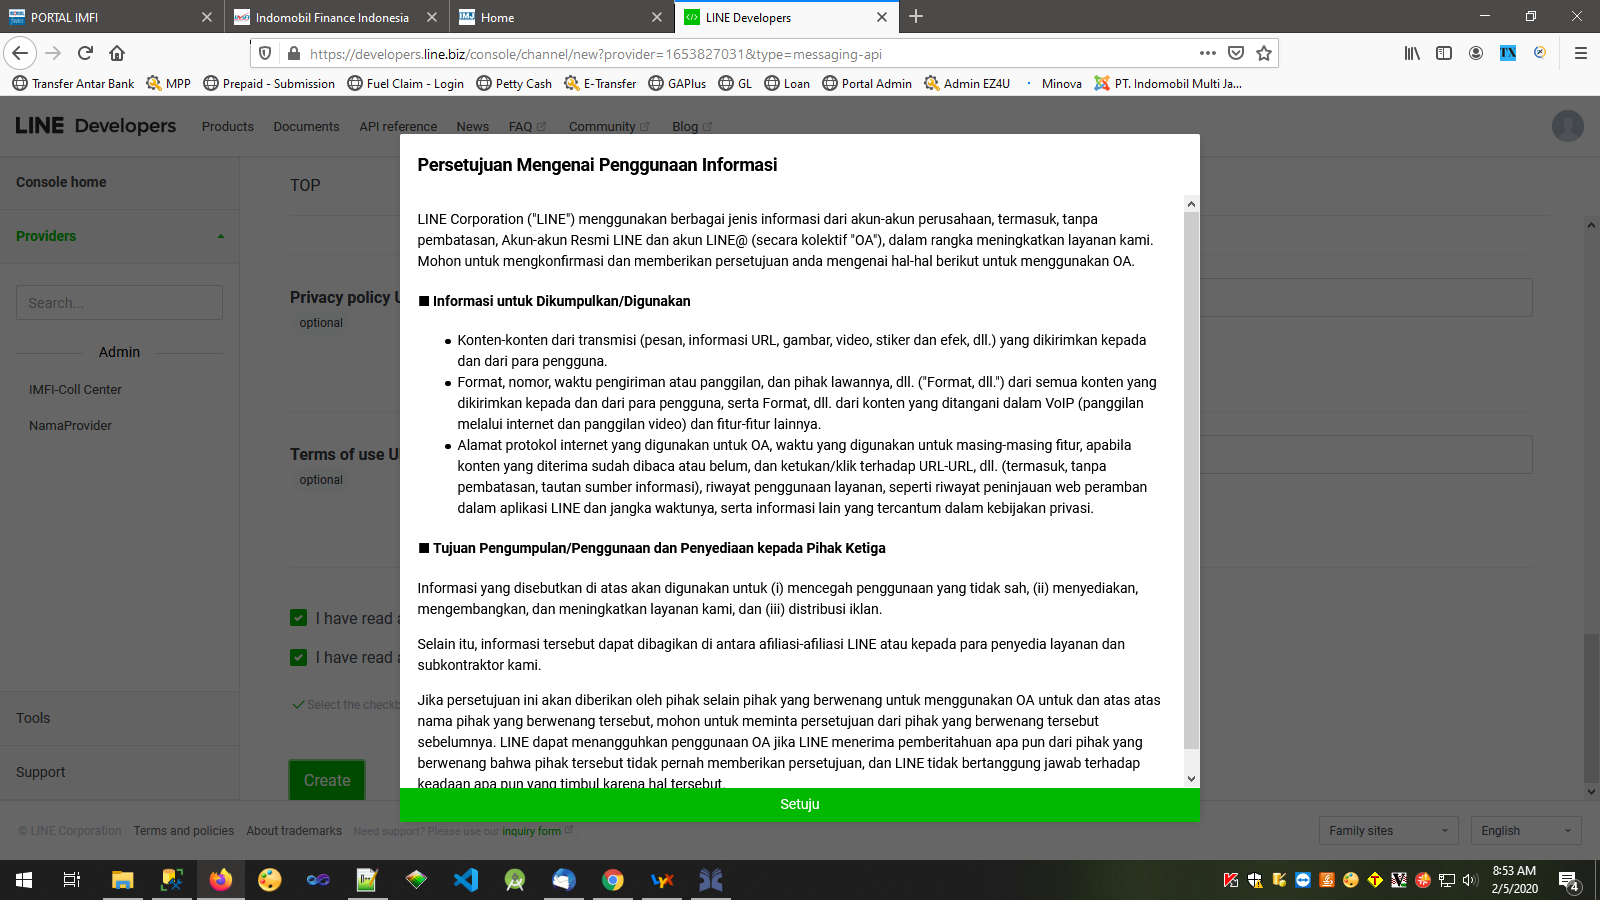 PORTAL IMFI
Indomobil Finance Indonesia
Home
LINE Developers
https://developers.line.biz/console/channel/new?provider=1653827031&type=messaging-api
Transfer Antar Bank
MPP
Prepaid - Submission
Fuel Claim - Login
Petty Cash
E-Transfer
GAPlus
GL
Loan
Portal Admin
Admin EZ4U
Minova
PT. Indomobil Multi Ja...
LINE Developers
Products
Documents
API reference
News
FAQ
Community
Blog
Console home
Providers
Search...
Admin
IMFI-Coll Center
NamaProvider
Tools
Support
TOP
Privacy policy U
optional
Terms of use U
optional
I have read a
I have read a
Select the checkb
Create
Persetujuan Mengenai Penggunaan Informasi
LINE Corporation ("LINE") menggunakan berbagai jenis informasi dari akun-akun perusahaan, termasuk, tanpa
pembatasan, Akun-akun Resmi LINE dan akun LINE@ (secara kolektif "OA"), dalam rangka meningkatkan layanan kami.
Mohon untuk mengkonfirmasi dan memberikan persetujuan anda mengenai hal-hal berikut untuk menggunakan OA.
■ Informasi untuk Dikumpulkan/Digunakan
• Konten-konten dari transmisi (pesan, informasi URL, gambar, video, stiker dan efek, dll.) yang dikirimkan kepada
dan dari para pengguna.
• Format, nomor, waktu pengiriman atau panggilan, dan pihak lawannya, dll. ("Format, dll.") dari semua konten yang
dikirimkan kepada dan dari para pengguna, serta Format, dll. dari konten yang ditangani dalam VoIP (panggilan
melalui internet dan panggilan video) dan fitur-fitur lainnya.
• Alamat protokol internet yang digunakan untuk OA, waktu yang digunakan untuk masing-masing fitur, apabila
konten yang diterima sudah dibaca atau belum, dan ketukan/klik terhadap URL-URL, dll. (termasuk, tanpa
pembatasan, tautan sumber informasi), riwayat penggunaan layanan, seperti riwayat peninjauan web peramban
dalam aplikasi LINE dan jangka waktunya, serta informasi lain yang tercantum dalam kebijakan privasi.
■ Tujuan Pengumpulan/Penggunaan dan Penyediaan kepada Pihak Ketiga
Informasi yang disebutkan di atas akan digunakan untuk (i) mencegah penggunaan yang tidak sah, (ii) menyediakan,
mengembangkan, dan meningkatkan layanan kami, dan (iii) distribusi iklan.
Selain itu, informasi tersebut dapat dibagikan di antara afiliasi-afiliasi LINE atau kepada para penyedia layanan dan
subkontraktor kami.
Jika persetujuan ini akan diberikan oleh pihak selain pihak yang berwenang untuk menggunakan OA untuk dan atas atas
nama pihak yang berwenang tersebut, mohon untuk meminta persetujuan dari pihak yang berwenang tersebut
sebelumnya. LINE dapat menangguhkan penggunaan OA jika LINE menerima pemberitahuan apa pun dari pihak yang
berwenang bahwa pihak tersebut tidak pernah memberikan persetujuan, dan LINE tidak bertanggung jawab terhadap
keadaan apa pun yang timbul karena hal tersebut.
Setuju
© LINE Corporation
Terms and policies
About trademarks
Need support? Please use our inquiry form.
Family sites
English
8:53 AM
2/5/2020
4